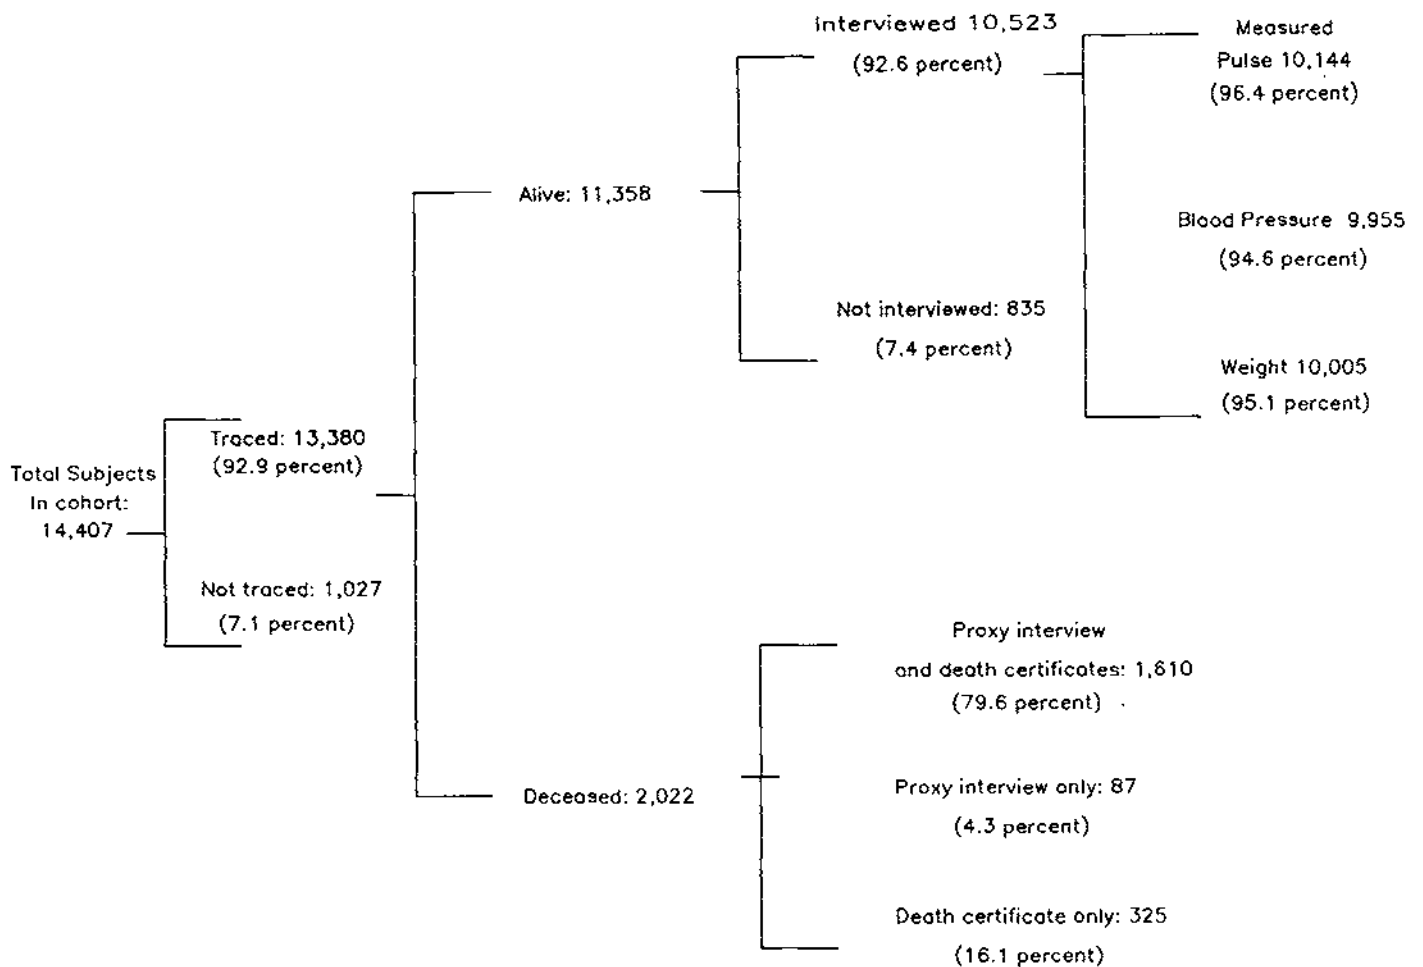 Total Subjects
In cohort:
14,407
Traced: 13,380
(92.9 percent)
Not traced: 1,027
(7.1 percent)
Alive: 11,358
Deceased: 2,022
Interviewed 10,523
(92.6 percent)
Not interviewed: 835
(7.4 percent)
Measured
Pulse 10,144
(96.4 percent)
Blood Pressure 9,955
(94.6 percent)
Weight 10,005
(95.1 percent)
Proxy interview
and death certificates: 1,610
(79.6 percent)
Proxy interview only: 87
(4.3 percent)
Death certificate only: 325
(16.1 percent)